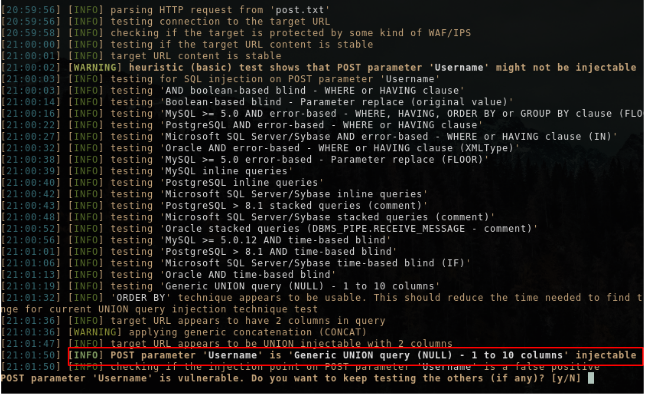 [20:59:56] [INFO] parsing HTTP request from 'post.txt'
[20:59:56] [INFO] testing connection to the target URL
[20:59:58] [INFO] checking if the target is protected by some kind of WAF/IPS
[21:00:00] [INFO] testing if the target URL content is stable
[21:00:01] [INFO] target URL content is stable
[21:00:02] [WARNING] heuristic (basic) test shows that POST parameter 'Username' might not be injectable
[21:00:03] [INFO] testing for SQL injection on POST parameter 'Username'
[21:00:03] [INFO] testing 'AND boolean-based blind - WHERE or HAVING clause'
[21:00:14] [INFO] testing 'Boolean-based blind - Parameter replace (original value)'
[21:00:16] [INFO] testing 'MySQL >= 5.0 AND error-based - WHERE, HAVING, ORDER BY or GROUP BY clause (FLO
[21:00:22] [INFO] testing 'PostgreSQL AND error-based - WHERE or HAVING clause'
[21:00:27] [INFO] testing 'Microsoft SQL Server/Sybase AND error-based - WHERE or HAVING clause (IN)'
[21:00:32] [INFO] testing 'Oracle AND error-based - WHERE or HAVING clause (XMLType)'
[21:00:38] [INFO] testing 'MySQL >= 5.0 error-based - Parameter replace (FLOOR)'
[21:00:39] [INFO] testing 'MySQL inline queries'
[21:00:40] [INFO] testing 'PostgreSQL inline queries'
[21:00:42] [INFO] testing 'Microsoft SQL Server/Sybase inline queries'
[21:00:43] [INFO] testing 'PostgreSQL > 8.1 stacked queries (comment)'
[21:00:48] [INFO] testing 'Microsoft SQL Server/Sybase stacked queries (comment)'
[21:00:52] [INFO] testing 'Oracle stacked queries (DBMS_PIPE.RECEIVE_MESSAGE - comment)'
[21:00:56] [INFO] testing 'MySQL >= 5.0.12 AND time-based blind'
[21:01:01] [INFO] testing 'PostgreSQL > 8.1 AND time-based blind'
[21:01:06] [INFO] testing 'Microsoft SQL Server/Sybase time-based blind (IF)'
[21:01:13] [INFO] testing 'Oracle AND time-based blind'
[21:01:19] [INFO] testing 'Generic UNION query (NULL) - 1 to 10 columns'
[21:01:32] [INFO] 'ORDER BY' technique appears to be usable. This should reduce the time needed to find t
nge for current UNION query injection technique test
[21:01:36] [INFO] target URL appears to have 2 columns in query
[21:01:36] [WARNING] applying generic concatenation (CONCAT)
[21:01:47] [INFO] target URL appears to be UNION injectable with 2 columns
[21:01:50] [INFO] POST parameter 'Username' is 'Generic UNION query (NULL) - 1 to 10 columns' injectable
[21:01:50] [INFO] checking if the injection point on POST parameter 'Username' is a false positive
POST parameter 'Username' is vulnerable. Do you want to keep testing the others (if any)? [y/N]